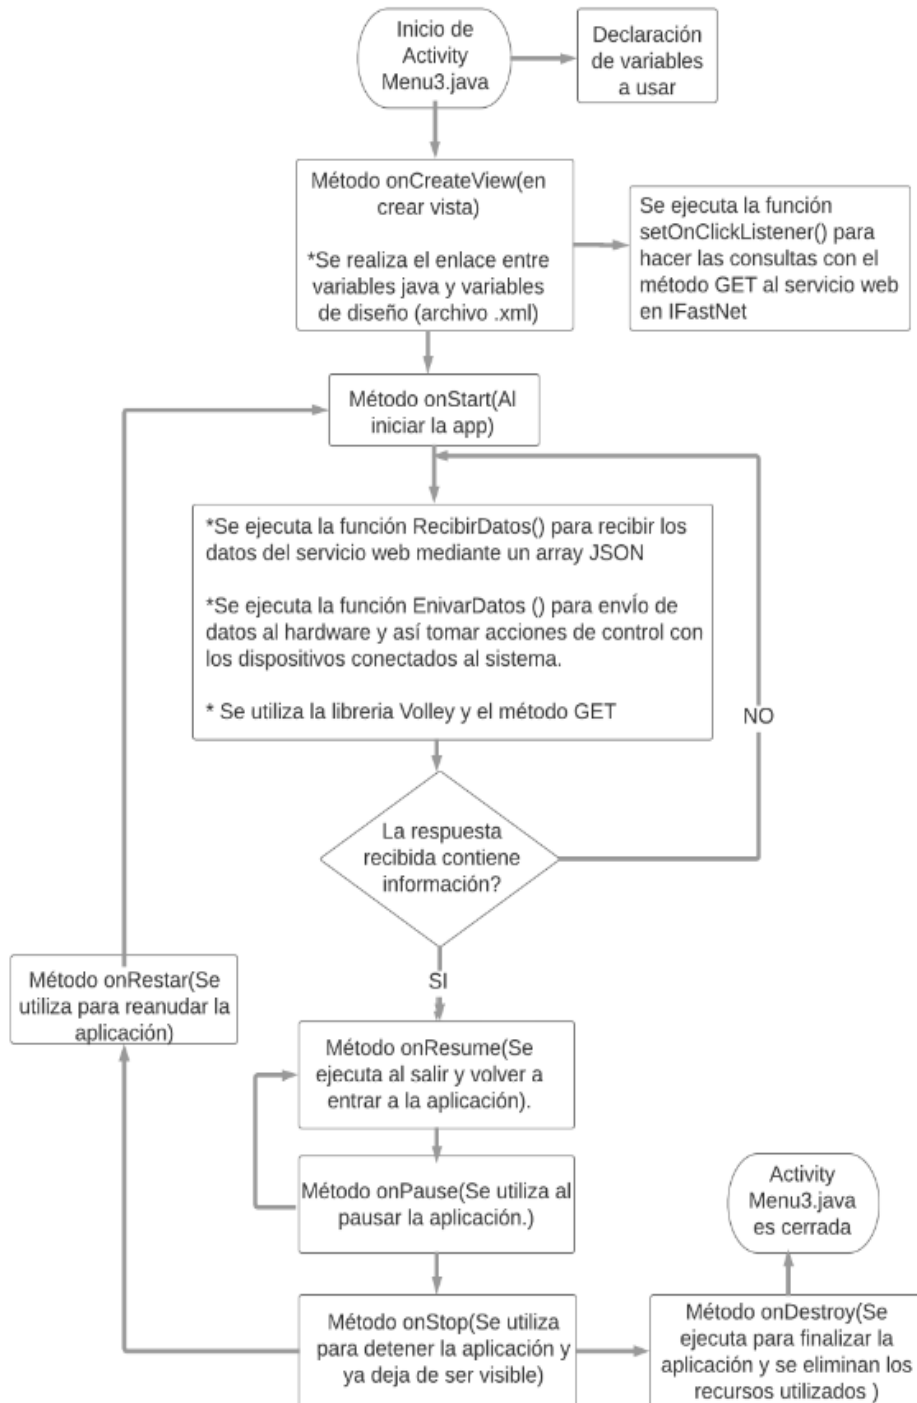 Inicio de
Activity
Menu3.java
Declaración
de variables
a usar
Método onCreateView(en
crear vista)
*Se realiza el enlace entre
variables java y variables
de diseño (archivo .xml)
Se ejecuta la función
setOnClickListener() para
hacer las consultas con el
método GET al servicio web
en IFastNet
Método onStart(Al
iniciar la app)
*Se ejecuta la función RecibirDatos() para recibir los
datos del servicio web mediante un array JSON
*Se ejecuta la función EnivarDatos () para envÍo de
datos al hardware y así tomar acciones de control con
los dispositivos conectados al sistema.
* Se utiliza la libreria Volley y el método GET
NO
La respuesta
recibida contiene
información?
SI
Método onRestar(Se
utiliza para reanudar la
aplicación)
Método onResume(Se
ejecuta al salir y volver a
entrar a la aplicación).
Método onPause(Se utiliza al
pausar la aplicación.)
Activity
Menu3.java
es cerrada
Método onStop(Se utiliza
para detener la aplicación y
ya deja de ser visible)
Método onDestroy(Se
ejecuta para finalizar la
aplicación y se eliminan los
recursos utilizados )